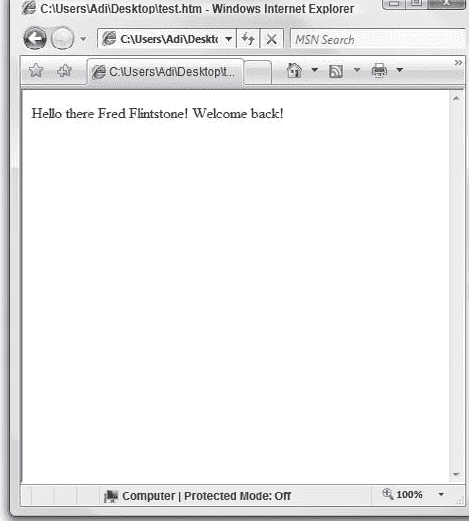 C:\Users\Adi\Desktop\test.htm - Windows Internet Explorer
C:\Users\Adi\Deskto
MSN Search
C:\Users\Adi\Desktop\t...
Hello there Fred Flintstone! Welcome back!
Computer | Protected Mode: Off
100%